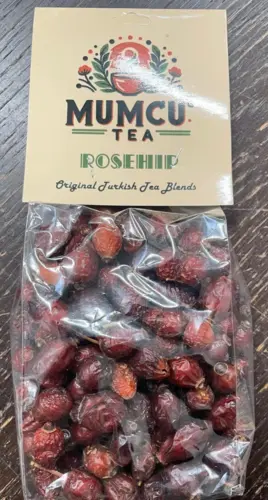 MUMCU
TEA
ROSEHIP
Original Turkish Tea Blends